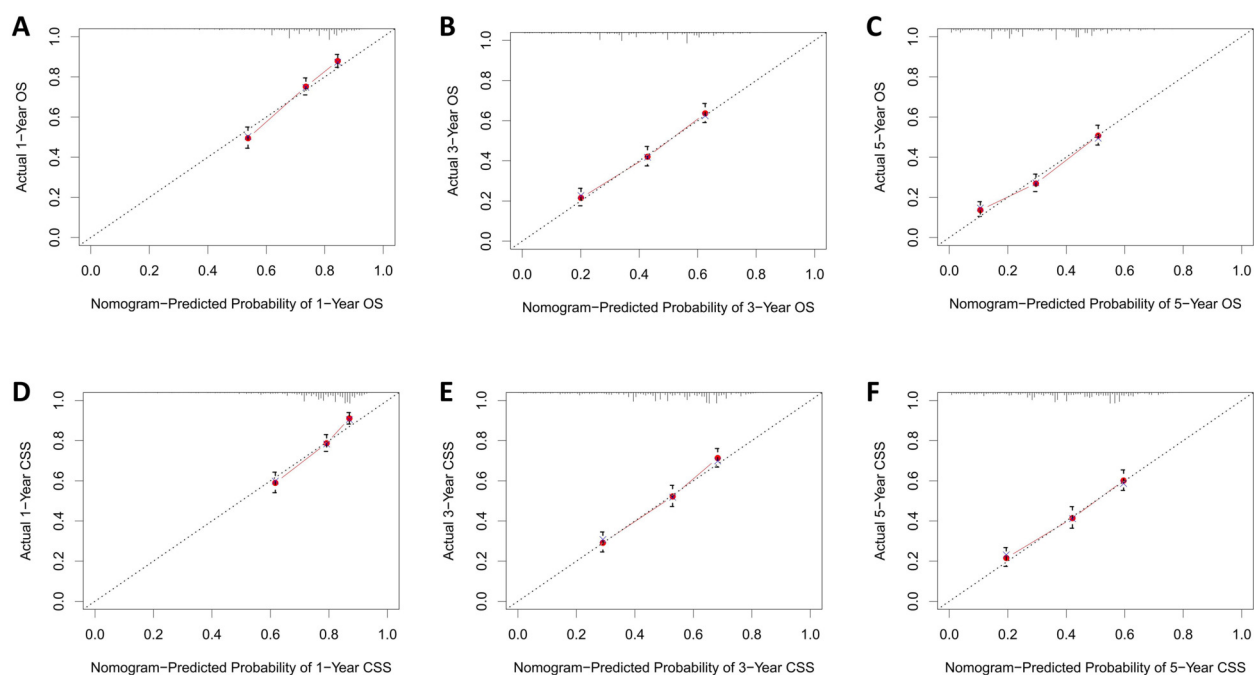 A
Actual 1−Year OS
0.0 0.2 0.4 0.6 0.8 1.0
0.0 0.2 0.4 0.6 0.8 1.0
Nomogram−Predicted Probability of 1−Year OS
B
Actual 3−Year OS
0.0 0.2 0.4 0.6 0.8 1.0
0.0 0.2 0.4 0.6 0.8 1.0
Nomogram−Predicted Probability of 3−Year OS
C
Actual 5−Year OS
0.0 0.2 0.4 0.6 0.8 1.0
0.0 0.2 0.4 0.6 0.8 1.0
Nomogram−Predicted Probability of 5−Year OS
D
Actual 1−Year CSS
0.0 0.2 0.4 0.6 0.8 1.0
0.0 0.2 0.4 0.6 0.8 1.0
Nomogram−Predicted Probability of 1−Year CSS
E
Actual 3−Year CSS
0.0 0.2 0.4 0.6 0.8 1.0
0.0 0.2 0.4 0.6 0.8 1.0
Nomogram−Predicted Probability of 3−Year CSS
F
Actual 5−Year CSS
0.0 0.2 0.4 0.6 0.8 1.0
0.0 0.2 0.4 0.6 0.8 1.0
Nomogram−Predicted Probability of 5−Year CSS